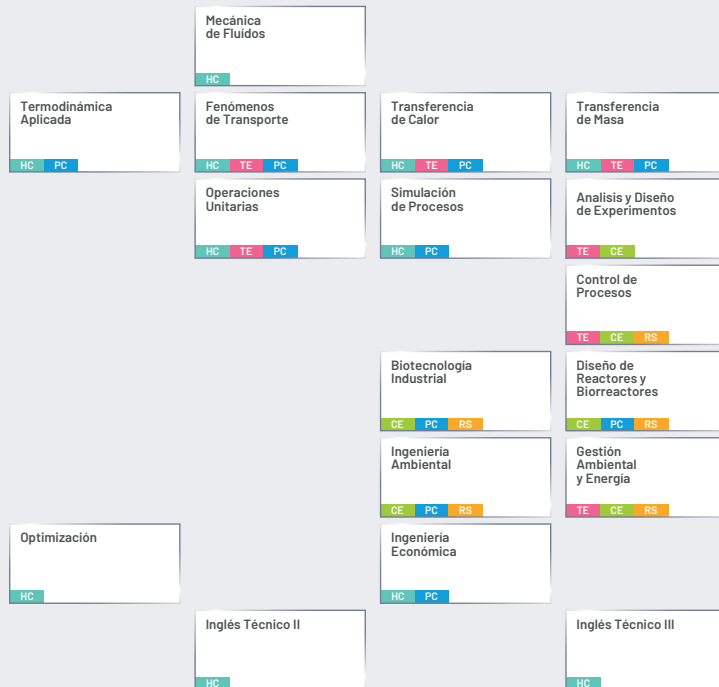 Mecánica
de Fluídos
HC
Termodinámica
Aplicada
HC PC
Fenómenos
de Transporte
HC TE PC
Transferencia
de Calor
HC TE PC
Transferencia
de Masa
HC TE PC
Operaciones
Unitarias
HC TE PC
Simulación
de Procesos
HC PC
Analisis y Diseño
de Experimentos
TE CE
Control de
Procesos
TE CE RS
Biotecnología
Industrial
CE PC RS
Diseño de
Reactores y
Biorreactores
CE PC RS
Ingeniería
Ambiental
CE PC RS
Gestión
Ambiental
y Energía
TE CE RS
Optimización
HC
Ingeniería
Económica
HC PC
Inglés Técnico II
HC
Inglés Técnico III
HC